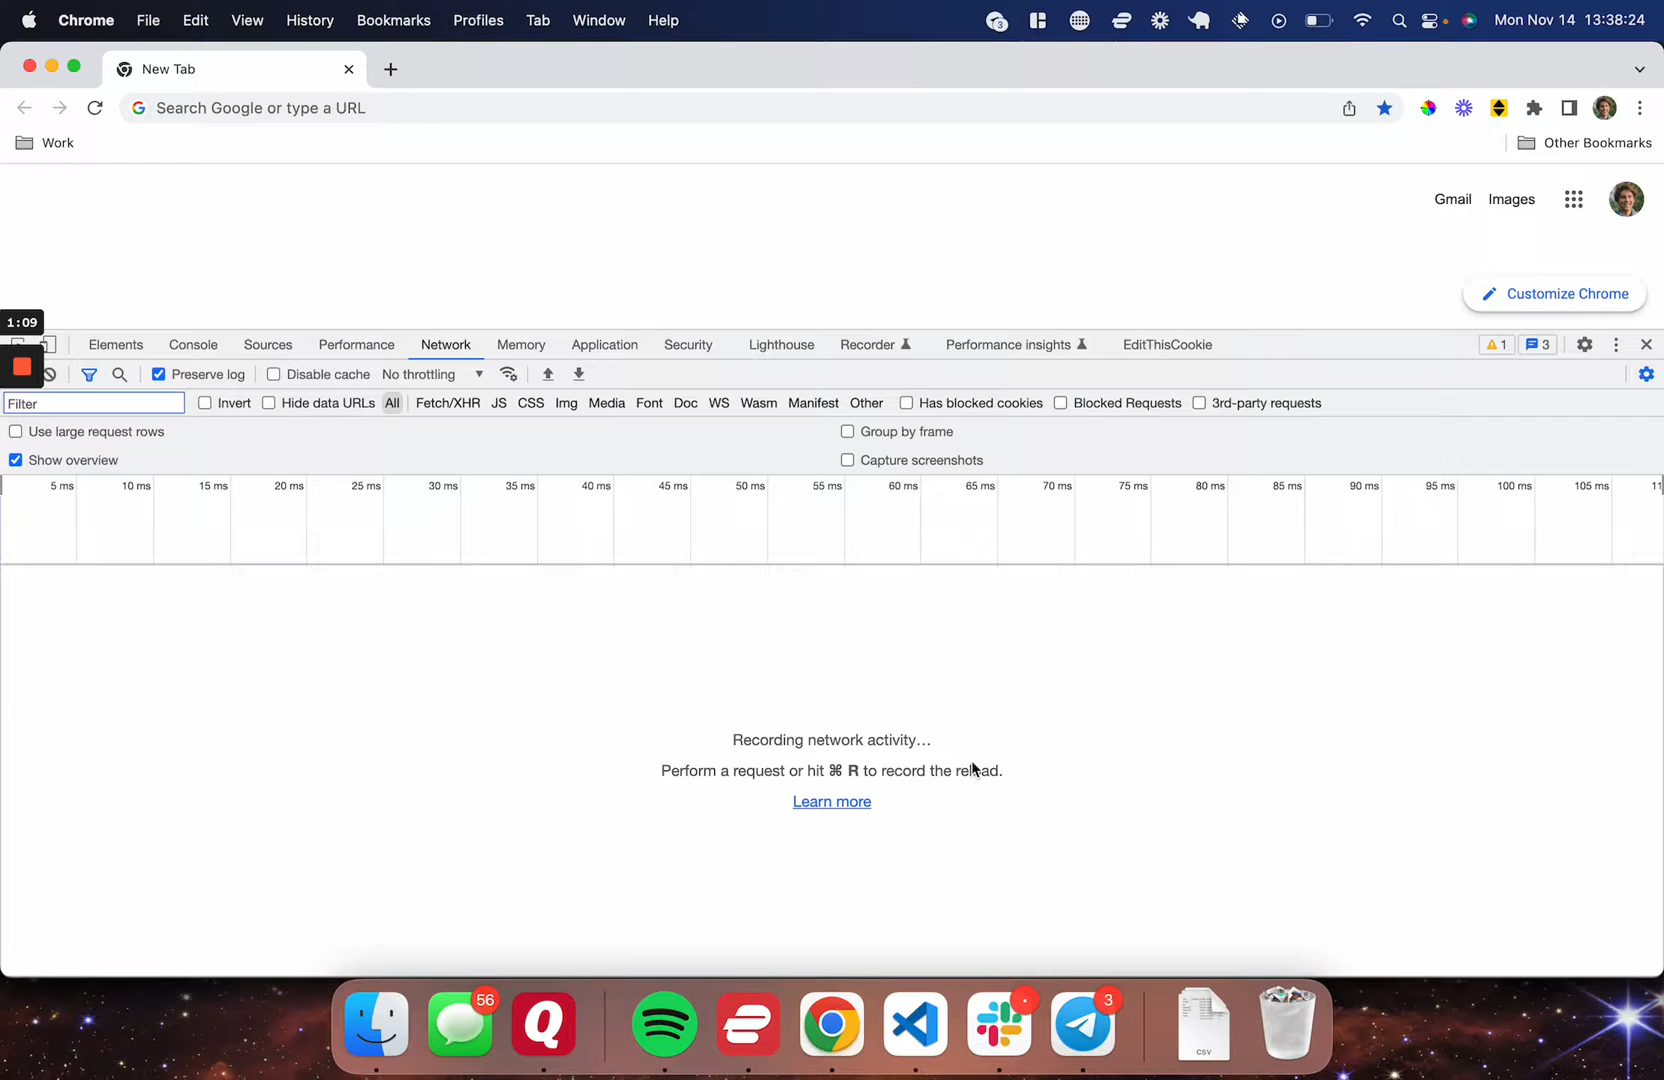 Chrome File Edit View History Bookmarks Profiles Tab Window Help 3 Mon Nov 14 13:38:24
New Tab
Search Google or type a URL
Work Other Bookmarks
Gmail Images
Customize Chrome
1:09
Elements Console Sources Performance Network Memory Application Security Lighthouse Recorder Performance insights EditThisCookie 1 3
Preserve log Disable cache No throttling
Filter Invert Hide data URLs All Fetch/XHR JS CSS Img Media Font Doc WS Wasm Manifest Other Has blocked cookies Blocked Requests 3rd-party requests
Use large request rows Group by frame
Show overview Capture screenshots
5 ms 10 ms 15 ms 20 ms 25 ms 30 ms 35 ms 40 ms 45 ms 50 ms 55 ms 60 ms 65 ms 70 ms 75 ms 80 ms 85 ms 90 ms 95 ms 100 ms 105 ms 11
Recording network activity…
Perform a request or hit ⌘ R to record the reload.
Learn more
56 3
CSV